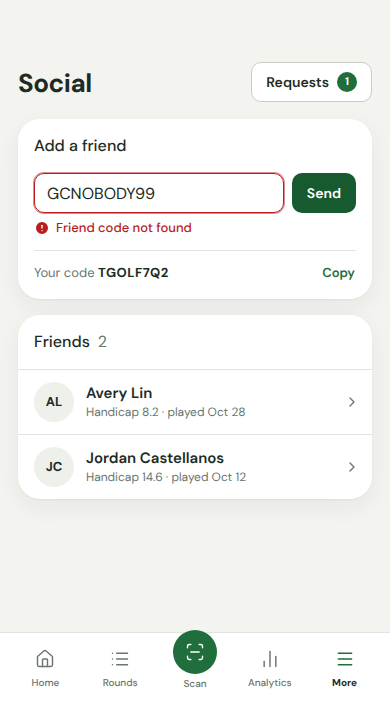 Social
Requests 1
Add a friend
GCNOBODY99
Send
Friend code not found
Your code TGOLF7Q2
Copy
Friends 2
AL
Avery Lin
Handicap 8.2 · played Oct 28
JC
Jordan Castellanos
Handicap 14.6 · played Oct 12
Home
Rounds
Scan
Analytics
More